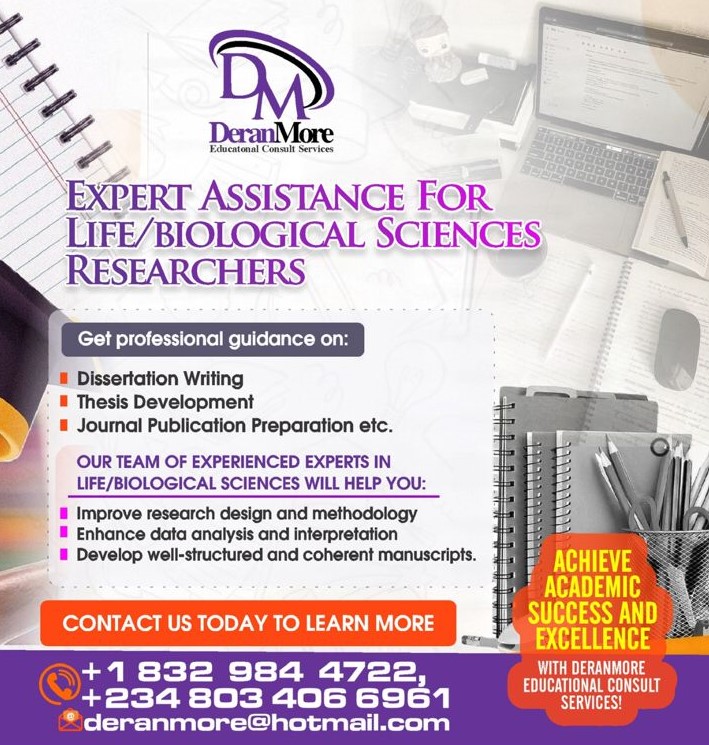 DM
DeranMore
Educatonal Consult Services
EXPERT ASSISTANCE FOR
LIFE/BIOLOGICAL SCIENCES
RESEARCHERS
Get professional guidance on:
Dissertation Writing
Thesis Development
Journal Publication Preparation etc.
OUR TEAM OF EXPERIENCED EXPERTS IN
LIFE/BIOLOGICAL SCIENCES WILL HELP YOU:
Improve research design and methodology
Enhance data analysis and interpretation
Develop well-structured and coherent manuscripts.
CONTACT US TODAY TO LEARN MORE
+1 832 984 4722,
+234 803 406 6961
deranmore@hotmail.com
ACHIEVE
ACADEMIC
SUCCESS AND
EXCELLENCE
WITH DERANMORE
EDUCATIONAL CONSULT
SERVICES!